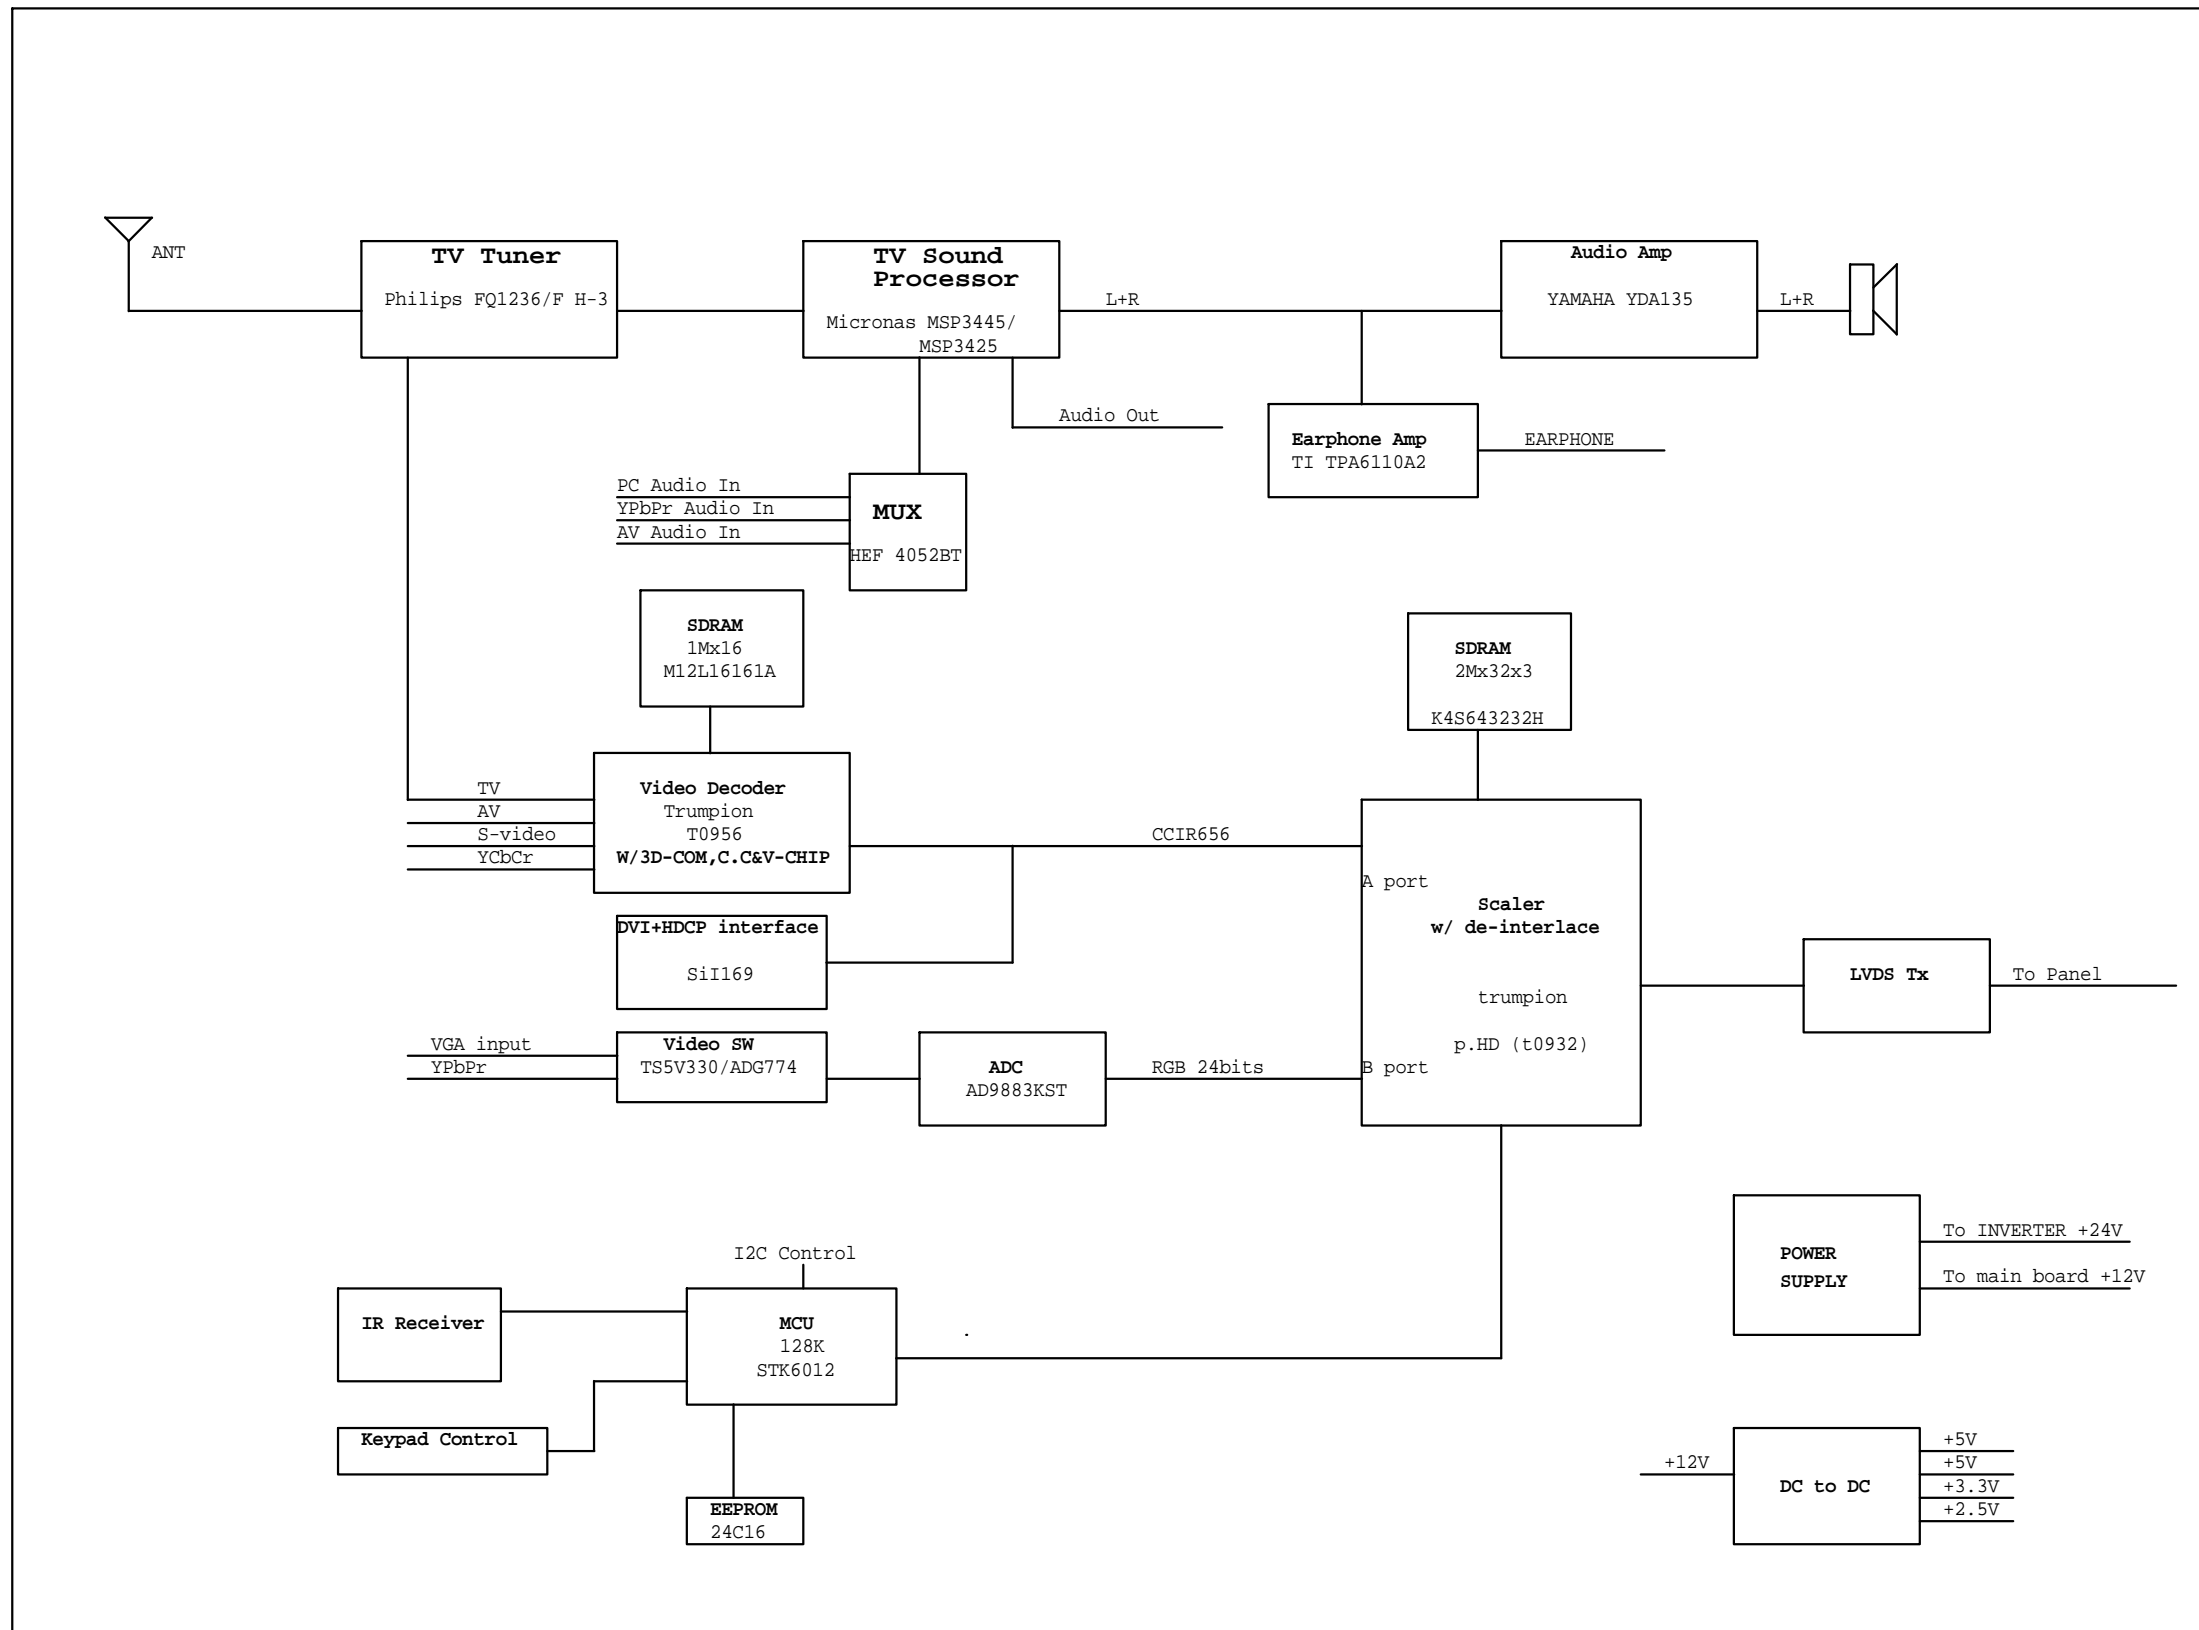 ANT
TV Tuner
Philips FQ1236/F H-3
TV Sound
Processor
Micronas MSP3445/
MSP3425
L+R
Audio Amp
YAMAHA YDA135
L+R
Audio Out
Earphone Amp
TI TPA6110A2
EARPHONE
PC Audio In
YPbPr Audio In
AV Audio In
MUX
HEF 4052BT
SDRAM
1Mx16
M12L16161A
SDRAM
2Mx32x3
K4S643232H
TV
AV
S-video
YCbCr
Video Decoder
Trumpion
T0956
W/3D-COM,C.C&V-CHIP
CCIR656
A port
Scaler
w/ de-interlace
trumpion
p.HD (t0932)
B port
DVI+HDCP interface
SiI169
LVDS Tx
To Panel
VGA input
YPbPr
Video SW
TS5V330/ADG774
ADC
AD9883KST
RGB 24bits
POWER
SUPPLY
To INVERTER +24V
To main board +12V
I2C Control
IR Receiver
MCU
128K
STK6012
.
Keypad Control
EEPROM
24C16
+12V
DC to DC
+5V
+5V
+3.3V
+2.5V